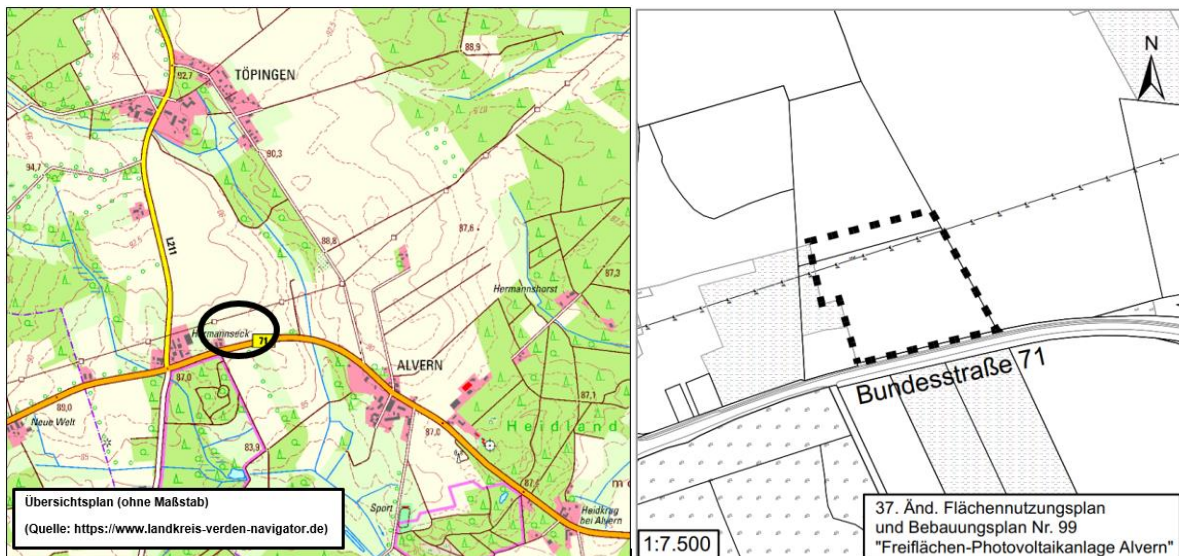 88,9
92,7
TÖPINGEN
90,3
94,7
L211
88,8
87,6
87,3
Hermannshorst
Hermannseck
71
ALVERN
87,0
87,1
89,0
Neue Welt
Heidland
87,0
83,9
Sport
Heidkrug
bei Alvern
Übersichtsplan (ohne Maßstab)
(Quelle: https://www.landkreis-verden-navigator.de)
N
Bundesstraße 71
1:7.500
37. Änd. Flächennutzungsplan
und Bebauungsplan Nr. 99
"Freiflächen-Photovoltaikanlage Alvern"